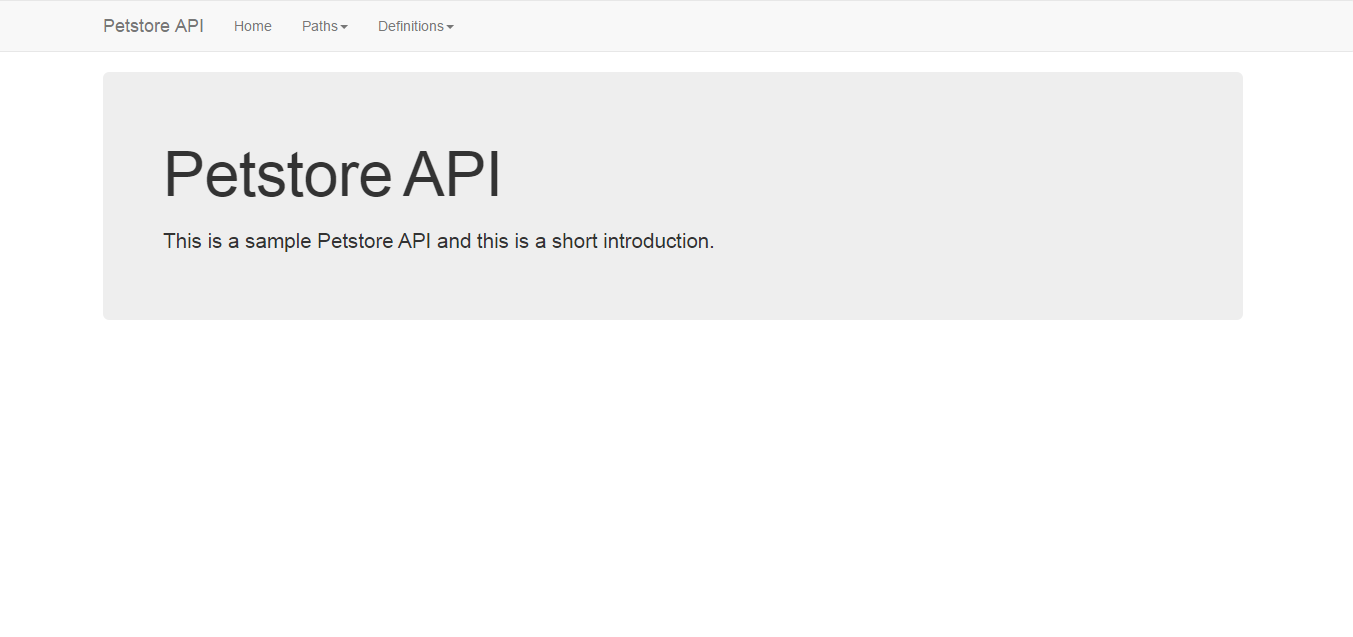 Petstore API Home Paths Definitions
Petstore API
This is a sample Petstore API and this is a short introduction.